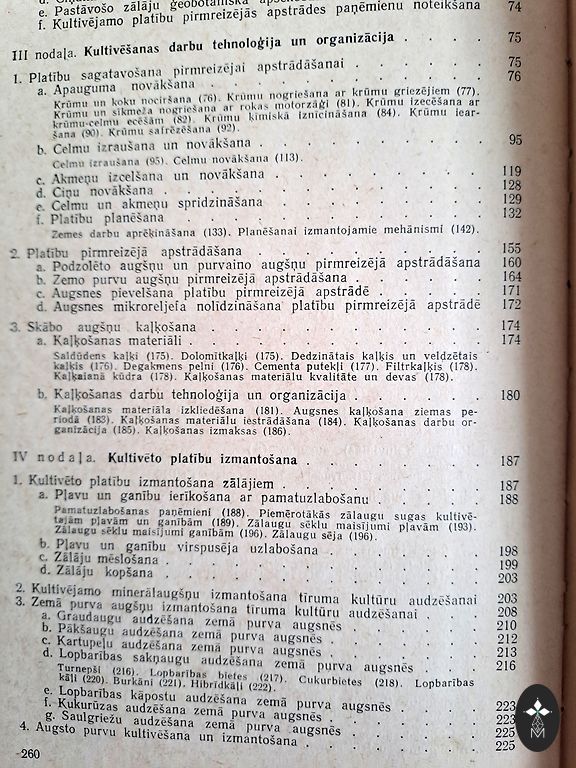 e. Pastāvošo zālāju ģeobotāniskā
f. Kultivējamo platību pirmreizējās apstrādes paņēmienu noteikšana 74
III nodaļa. Kultivēšanas darbu tehnoloģija un organizācija . . . . 75
1. Platību sagatavošana pirmreizējai apstrādāšanai . . . . 75
a. Apauguma novākšana . . . . 76
Krūmu un koku nociršana (76). Krūmu nogriešana ar krūmu griezējiem (77).
Krūmu un sīkmeža nogriešana ar rokas motorzāģi (81). Krūmu izecēšana ar
krūmu-celmu ecēšām (82). Krūmu ķīmiskā iznīcināšana (84). Krūmu iear-
šana (90). Krūmu safrēzēšana (92).
b. Celmu izraušana un novākšana . . . . 95
Celmu izraušana (95). Celmu novākšana (113).
c. Akmeņu izcelšana un novākšana . . . . 119
d. Ciņu novākšana . . . . 128
e. Celmu un akmeņu spridzināšana . . . . 129
f. Platību planēšana . . . . 132
Zemes darbu aprēķināšana (133). Planēšanai izmantojamie mehānismi (142).
2. Platību pirmreizējā apstrādāšana . . . . 155
a. Podzolēto augšņu un purvaino augšņu pirmreizējā apstrādāšana 160
b. Zemo purvu augšņu pirmreizējā apstrādāšana . . . . 164
c. Augsnes pievelšana platību pirmreizējā apstrādē . . . . 171
d. Augsnes mikroreljefa nolīdzināšana platību pirmreizējā apstrādē 172
3. Skābo augšņu kaļķošana . . . . 174
a. Kaļķošanas materiāli . . . . 174
Saldūdens kaļķi (175). Dolomītkaļķi (175). Dedzinātais kaļķis un veldzētais
kaļķis (176). Degakmens pelni (176). Cementa putekļi (177). Filtrkaļķis (178).
Kaļķainā kūdra (178). Kaļķošanas materiālu kvalitāte un devas (178).
b. Kaļķošanas darbu tehnoloģija un organizācija . . . . 180
Kaļķošanas materiāla izkliedēšana (181). Augsnes kaļķošana ziemas pe-
riodā (183). Kaļķošanas materiālu iestrādāšana (184). Kaļķošanas darbu or-
ganizācija (185). Kaļķošanas izmaksas (186).
IV nodaļa. Kultivēto platību izmantošana . . . . 187
1. Kultivēto platību izmantošana zālājiem . . . . 187
a. Pļavu un ganību ierīkošana ar pamatuzlabošanu . . . . 188
Pamatuzlabošanas paņēmieni (188). Piemērotākās zālaugu sugas kultivē-
tajām pļavām un ganībām (189). Zālaugu sēklu maisījumi pļavām (193).
Zālaugu sēklu maisījumi ganībām (196). Zālaugu sēja (196).
b. Pļavu un ganību virspusēja uzlabošana . . . . 198
c. Zālāju mēslošana . . . . 199
d. Zālāju kopšana . . . . 203
2. Kultivējamo minerālaugšņu izmantošana tīruma kultūru audzēšanai 203
3. Zemā purva augšņu izmantošana tīruma kultūru audzēšanai . . . . 208
a. Graudaugu audzēšana zemā purva augsnēs . . . . 210
b. Pākšaugu audzēšana zemā purva augsnēs . . . . 212
c. Kartupeļu audzēšana zemā purva augsnēs . . . . 213
d. Lopbarības sakņaugu audzēšana zemā purva augsnēs . . . . 216
Turnepši (216). Lopbarības bietes (217). Cukurbietes (218). Lopbarības
kāļi (220). Burkāni (221). Hibrīdkāļi (222).
e. Lopbarības kāpostu audzēšana zemā purva augsnēs . . . . 223
f. Kukurūzas audzēšana zemā purva augsnēs . . . . 223
g. Saulgriežu audzēšana zemā purva augsnēs . . . . 225
4. Augsto purvu kultivēšana un izmantošana . . . . 225
260
M